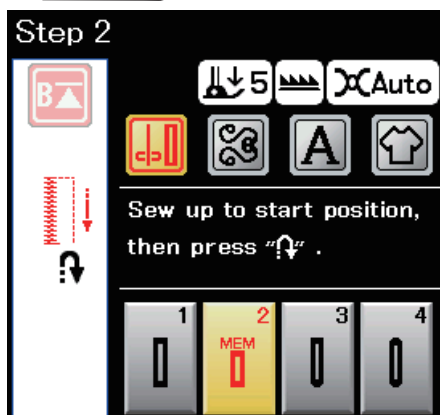 Step 2
B
5
Auto
A
Sew up to start position,
then press “ ” .
1
2
3
4
MEM